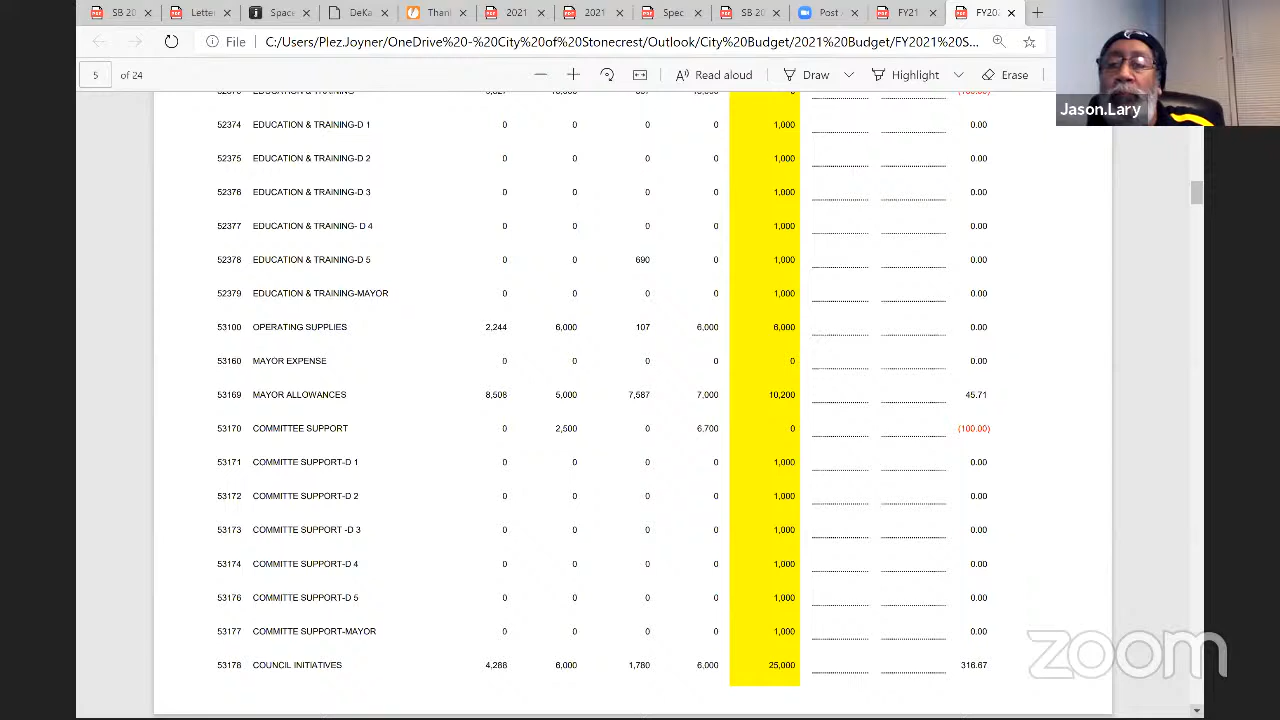 SB 20
Letter
Space
DeKa
Thank
202
2021
Spec
SB 20
Post
FY21
FY20
File
C:/Users/Plez.Joyner/OneDrive%20-%20City%20of%20Stonecrest/Outlook/City%20Budget/2021%20Budget/FY2021%20S...
5 of 24
Read aloud
Draw
Highlight
Erase
Jason.Lary
52374 EDUCATION & TRAINING- 0 0 0 0 1,000 0.00
52375 EDUCATION & TRAINING-D 2 0 0 0 0 1,000 0.00
52376 EDUCATION & TRAINING-D 3 0 0 0 0 1,000 0.00
52377 EDUCATION & TRAINING- D 4 0 0 0 0 1,000 0.00
52378 EDUCATION & TRAINING-D 5 0 0 690 0 1,000 0.00
52379 EDUCATION & TRAINING-MAYOR 0 0 0 0 1,000 0.00
53100 OPERATING SUPPLIES 2,244 6,000 107 6,000 6,000 0.00
53160 MAYOR EXPENSE 0 0 0 0 0 0.00
53169 MAYOR ALLOWANCES 8,508 5,000 7,587 7,000 10,200 45.71
53170 COMMITTEE SUPPORT 0 2,500 0 6,700 0 (100.00)
53171 COMMITTE SUPPORT-D 1 0 0 0 0 1,000 0.00
53172 COMMITTE SUPPORT-D 2 0 0 0 0 1,000 0.00
53173 COMMITTE SUPPORT -D 3 0 0 0 0 1,000 0.00
53174 COMMITTE SUPPORT-D 4 0 0 0 0 1,000 0.00
53176 COMMITTE SUPPORT-D 5 0 0 0 0 1,000 0.00
53177 COMMITTE SUPPORT-MAYOR 0 0 0 0 1,000 0.00
53178 COUNCIL INITIATIVES 4,288 6,000 1,780 6,000 25,000 316.67
zoom